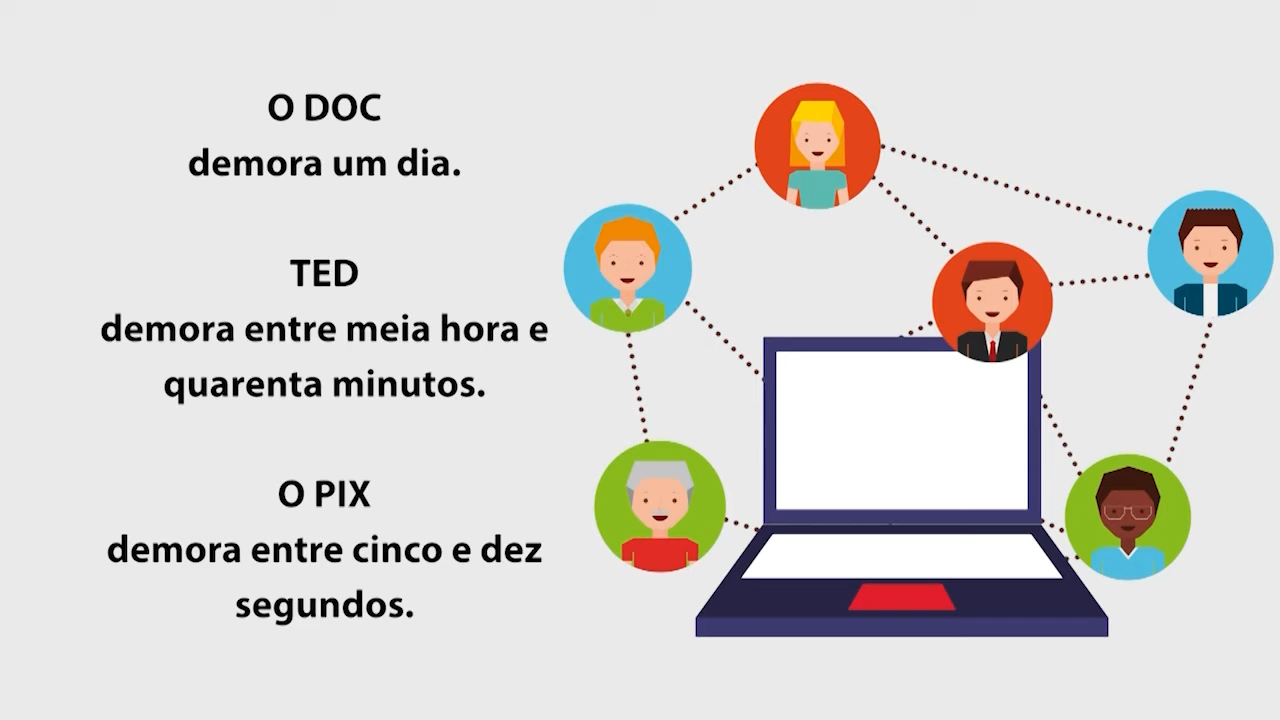 O DOC
demora um dia.
TED
demora entre meia hora e
quarenta minutos.
O PIX
demora entre cinco e dez
segundos.